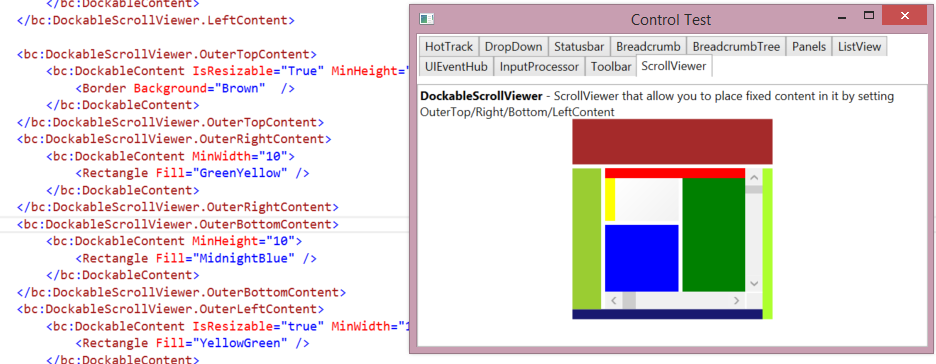 </bc:DockableContent>
</bc:DockableScrollViewer.LeftContent>
<bc:DockableScrollViewer.OuterTopContent>
<bc:DockableContent IsResizable="True" MinHeight="
<Border Background="Brown"  />
</bc:DockableContent>
</bc:DockableScrollViewer.OuterTopContent>
<bc:DockableScrollViewer.OuterRightContent>
<bc:DockableContent MinWidth="10">
<Rectangle Fill="GreenYellow" />
</bc:DockableContent>
</bc:DockableScrollViewer.OuterRightContent>
<bc:DockableScrollViewer.OuterBottomContent>
<bc:DockableContent MinHeight="10">
<Rectangle Fill="MidnightBlue" />
</bc:DockableContent>
</bc:DockableScrollViewer.OuterBottomContent>
<bc:DockableScrollViewer.OuterLeftContent>
<bc:DockableContent IsResizable="true" MinWidth="1
<Rectangle Fill="YellowGreen" />
</bc:DockableContent>
Control Test
HotTrack DropDown Statusbar Breadcrumb BreadcrumbTree Panels ListView
UIEventHub InputProcessor Toolbar ScrollViewer
DockableScrollViewer - ScrollViewer that allow you to place fixed content in it by setting
OuterTop/Right/Bottom/LeftContent